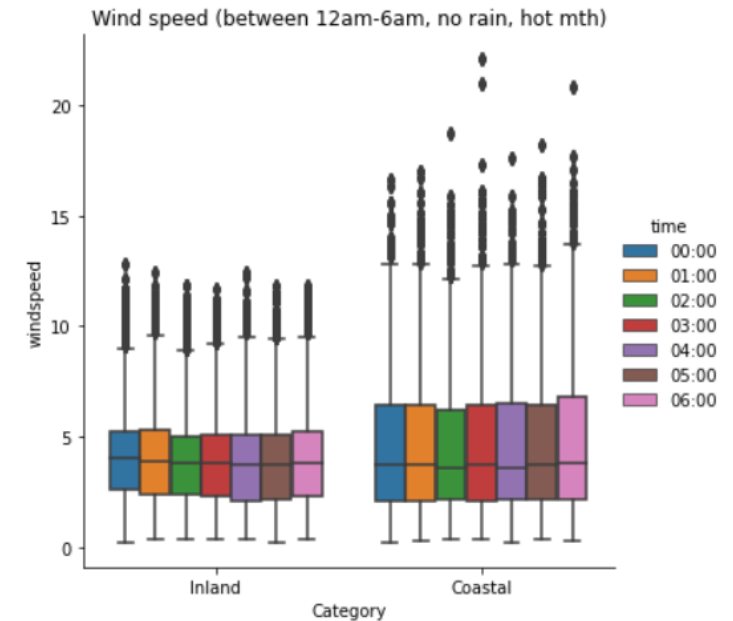 Wind speed (between 12am-6am, no rain, hot mth)
20
15
10
5
0
windspeed
Inland
Coastal
Category
time
00:00
01:00
02:00
03:00
04:00
05:00
06:00